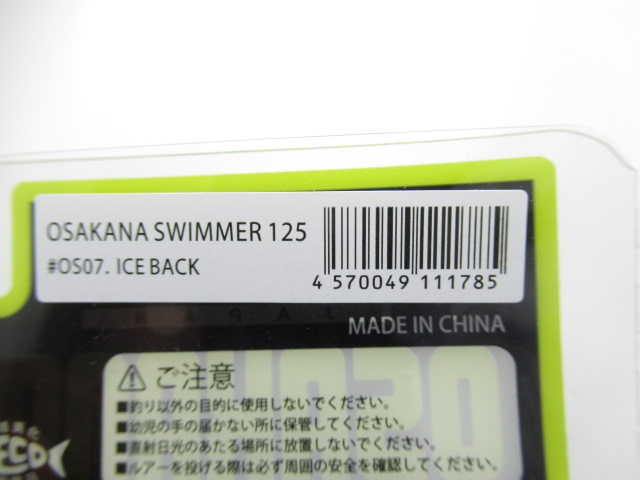 OSAKANA SWIMMER 125
#OS07. ICE BACK
4 570049 111785
JAPAN
MADE IN CHINA
⚠ ご注意
■釣り以外の目的に使用しないでください。
■幼児の手の届かない所に保管してください。
■直射日光のあたる場所に放置しないでください。
■ルアーを投げる際は必ず周囲の安全を確認してください。